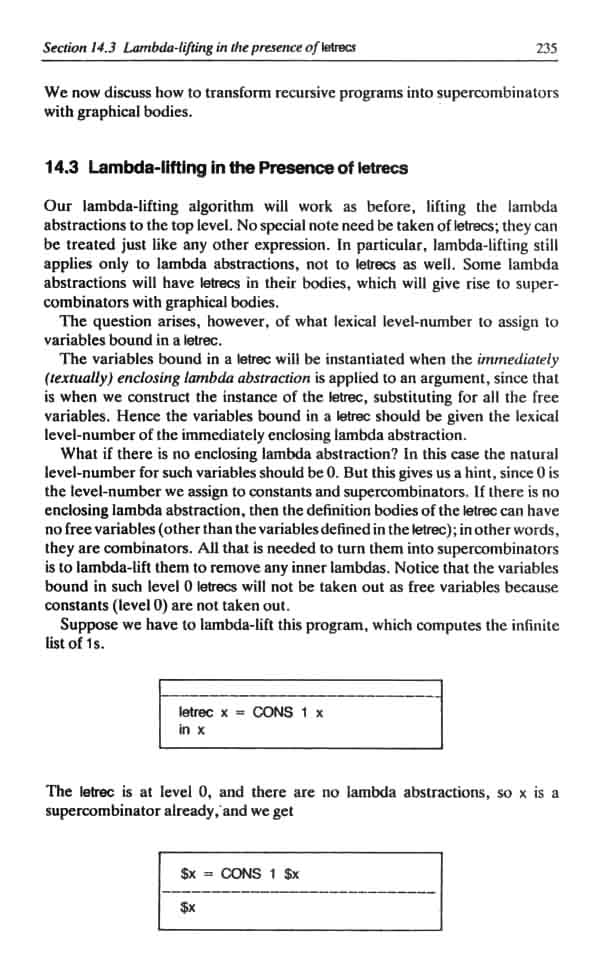 Section 14.3 Lambda-lifting in the presence of letrecs 235
We now discuss how to transform recursive programs into supercombinators
with graphical bodies.
14.3 Lambda-lifting in the Presence of letrecs
Our lambda-lifting algorithm will work as before, lifting the lambda
abstractions to the top level. No special note need be taken of letrecs; they can
be treated just like any other expression. In particular, lambda-lifting still
applies only to lambda abstractions, not to letrecs as well. Some lambda
abstractions will have letrecs in their bodies, which will give rise to super-
combinators with graphical bodies.
The question arises, however, of what lexical level-number to assign to
variables bound in a letrec.
The variables bound in a letrec will be instantiated when the immediately
(textually) enclosing lambda abstraction is applied to an argument, since that
is when we construct the instance of the letrec, substituting for all the free
variables. Hence the variables bound in a letrec should be given the lexical
level-number of the immediately enclosing lambda abstraction.
What if there is no enclosing lambda abstraction? In this case the natural
level-number for such variables should be 0. But this gives us a hint, since 0 is
the level-number we assign to constants and supercombinators. If there is no
enclosing lambda abstraction, then the definition bodies of the letrec can have
no free variables (other than the variables defined in the letrec); in other words,
they are combinators. All that is needed to turn them into supercombinators
is to lambda-lift them to remove any inner lambdas. Notice that the variables
bound in such level 0 letrecs will not be taken out as free variables because
constants (level 0) are not taken out.
Suppose we have to lambda-lift this program, which computes the infinite
list of 1s.
letrec x = CONS 1 x
in x
The letrec is at level 0, and there are no lambda abstractions, so x is a
supercombinator already, and we get
$x = CONS 1 $x
$x